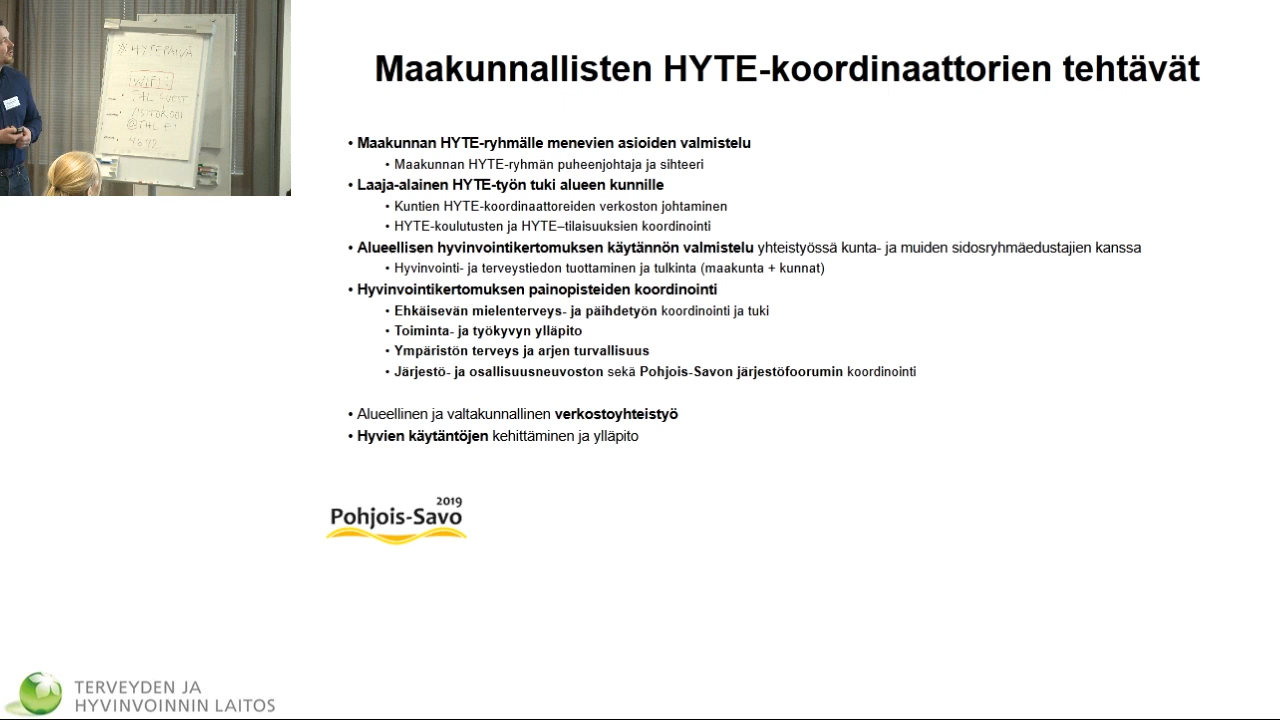 # HYTEPÄIVÄ
WIFI:
Maakunnallisten HYTE-koordinaattorien tehtävät
• Maakunnan HYTE-ryhmälle menevien asioiden valmistelu
• Maakunnan HYTE-ryhmän puheenjohtaja ja sihteeri
• Laaja-alainen HYTE-työn tuki alueen kunnille
• Kuntien HYTE-koordinaattoreiden verkoston johtaminen
• HYTE-koulutusten ja HYTE–tilaisuuksien koordinointi
• Alueellisen hyvinvointikertomuksen käytännön valmistelu yhteistyössä kunta- ja muiden sidosryhmäedustajien kanssa
• Hyvinvointi- ja terveystiedon tuottaminen ja tulkinta (maakunta + kunnat)
• Hyvinvointikertomuksen painopisteiden koordinointi
• Ehkäisevän mielenterveys- ja päihdetyön koordinointi ja tuki
• Toiminta- ja työkyvyn ylläpito
• Ympäristön terveys ja arjen turvallisuus
• Järjestö- ja osallisuusneuvoston sekä Pohjois-Savon järjestöfoorumin koordinointi
• Alueellinen ja valtakunnallinen verkostoyhteistyö
• Hyvien käytäntöjen kehittäminen ja ylläpito
2019
Pohjois-Savo
TERVEYDEN JA
HYVINVOINNIN LAITOS